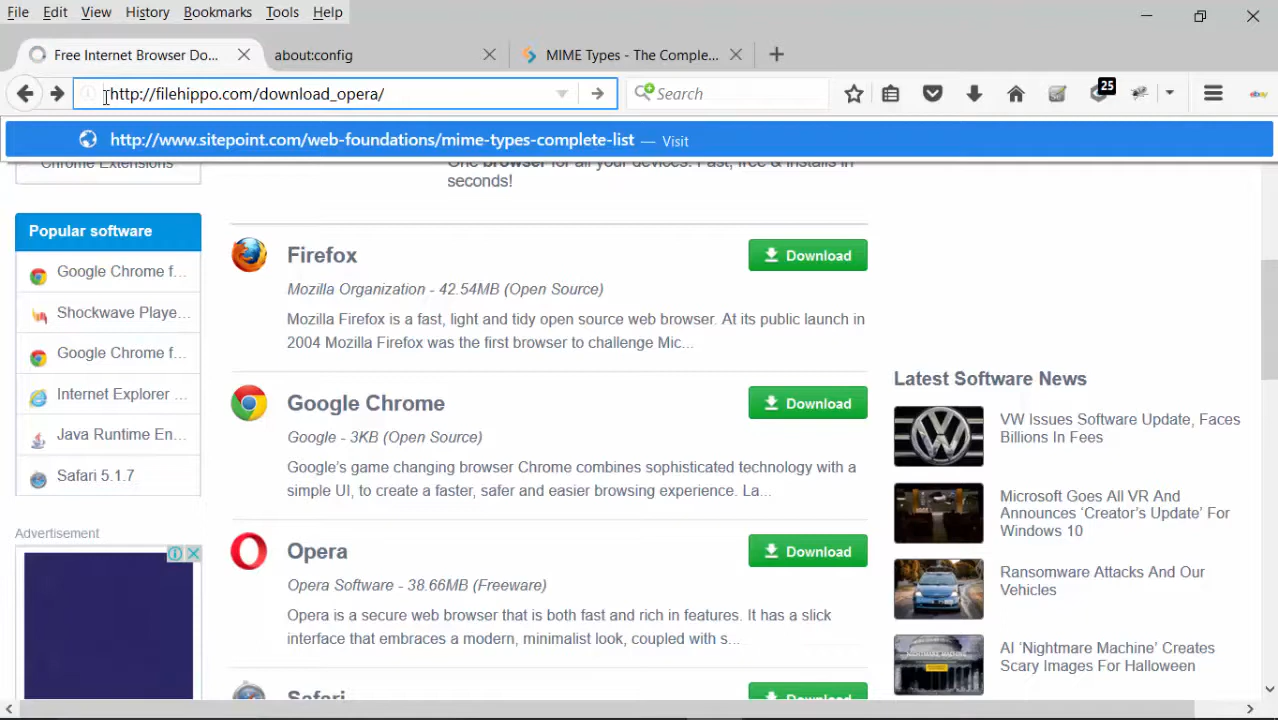 File Edit View History Bookmarks Tools Help
Free Internet Browser Do...
about:config
MIME Types - The Comple...
http://filehippo.com/download_opera/
Search
25
ebay
http://www.sitepoint.com/web-foundations/mime-types-complete-list — Visit
Chrome Extensions
One browser for all your devices. Fast, free & installs in
seconds!
Popular software
Google Chrome f...
Shockwave Playe...
Google Chrome f...
Internet Explorer ...
Java Runtime En...
Safari 5.1.7
Advertisement
Firefox
Download
Mozilla Organization - 42.54MB (Open Source)
Mozilla Firefox is a fast, light and tidy open source web browser. At its public launch in
2004 Mozilla Firefox was the first browser to challenge Mic...
Google Chrome
Download
Google - 3KB (Open Source)
Google's game changing browser Chrome combines sophisticated technology with a
simple UI, to create a faster, safer and easier browsing experience. La...
Opera
Download
Opera Software - 38.66MB (Freeware)
Opera is a secure web browser that is both fast and rich in features. It has a slick
interface that embraces a modern, minimalist look, coupled with s...
Safari
Download
Latest Software News
VW Issues Software Update, Faces
Billions In Fees
Microsoft Goes All VR And
Announces 'Creator's Update' For
Windows 10
Ransomware Attacks And Our
Vehicles
AI 'Nightmare Machine' Creates
Scary Images For Halloween